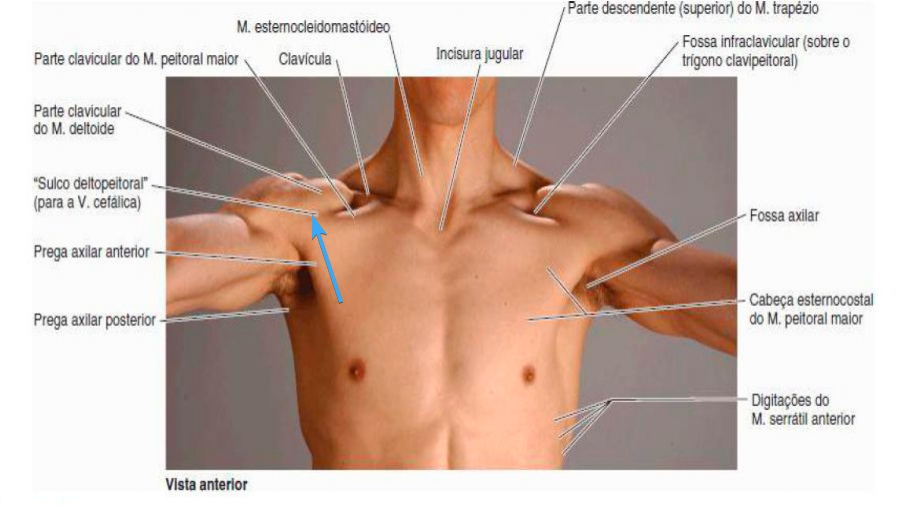 Parte descendente (superior) do M. trapézio
M. esternocleidomastóideo
Fossa infraclavicular (sobre o
trígono clavipeitoral)
Incisura jugular
Parte clavicular do M. peitoral maior
Clavícula
Parte clavicular
do M. deltoide
“Sulco deltopeitoral”
(para a V. cefálica)
Fossa axilar
Prega axilar anterior
Cabeça esternocostal
do M. peitoral maior
Prega axilar posterior
Digitações do
M. serrátil anterior
Vista anterior